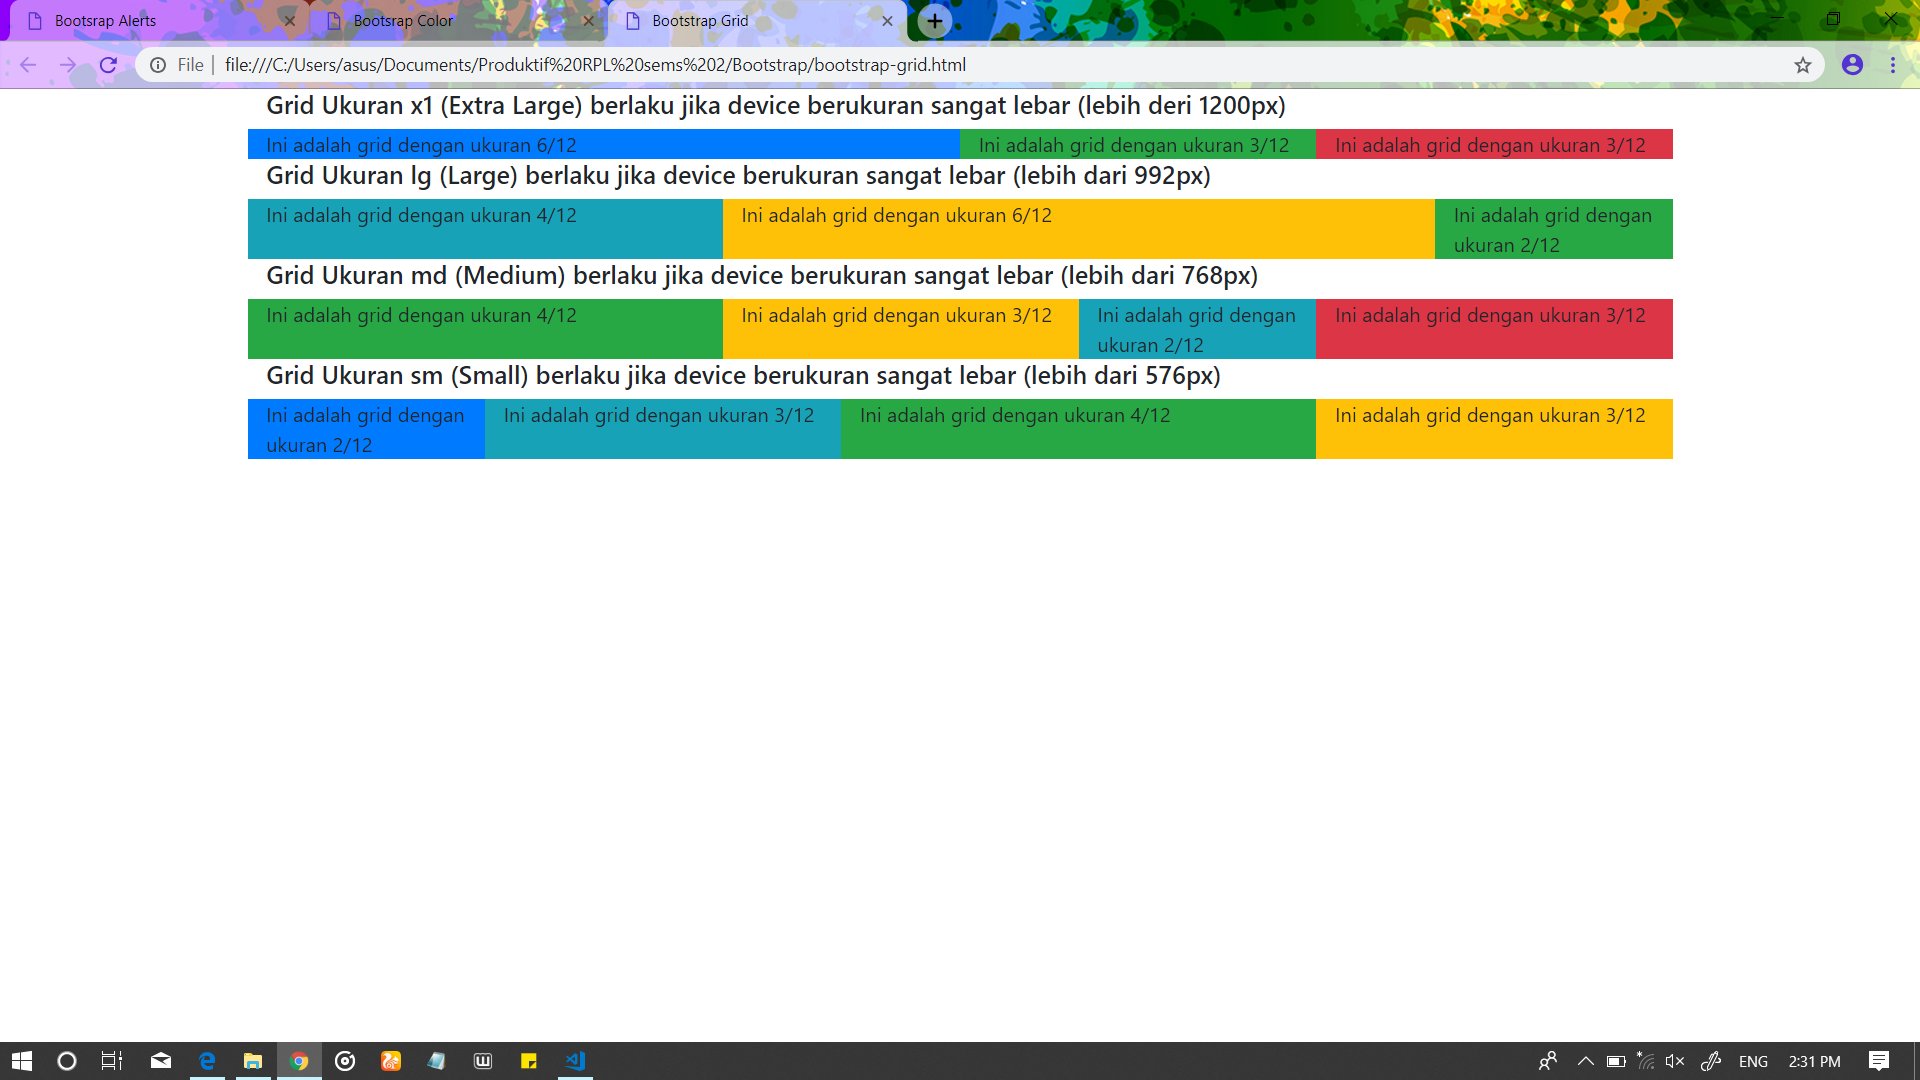 Bootsrap Alerts
Bootsrap Color
Bootstrap Grid
File | file:///C:/Users/asus/Documents/Produktif%20RPL%20sems%202/Bootstrap/bootstrap-grid.html
Grid Ukuran x1 (Extra Large) berlaku jika device berukuran sangat lebar (lebih deri 1200px)
Ini adalah grid dengan ukuran 6/12
Ini adalah grid dengan ukuran 3/12
Ini adalah grid dengan ukuran 3/12
Grid Ukuran lg (Large) berlaku jika device berukuran sangat lebar (lebih dari 992px)
Ini adalah grid dengan ukuran 4/12
Ini adalah grid dengan ukuran 6/12
Ini adalah grid dengan
ukuran 2/12
Grid Ukuran md (Medium) berlaku jika device berukuran sangat lebar (lebih dari 768px)
Ini adalah grid dengan ukuran 4/12
Ini adalah grid dengan ukuran 3/12
Ini adalah grid dengan
ukuran 2/12
Ini adalah grid dengan ukuran 3/12
Grid Ukuran sm (Small) berlaku jika device berukuran sangat lebar (lebih dari 576px)
Ini adalah grid dengan
ukuran 2/12
Ini adalah grid dengan ukuran 3/12
Ini adalah grid dengan ukuran 4/12
Ini adalah grid dengan ukuran 3/12
ENG
2:31 PM